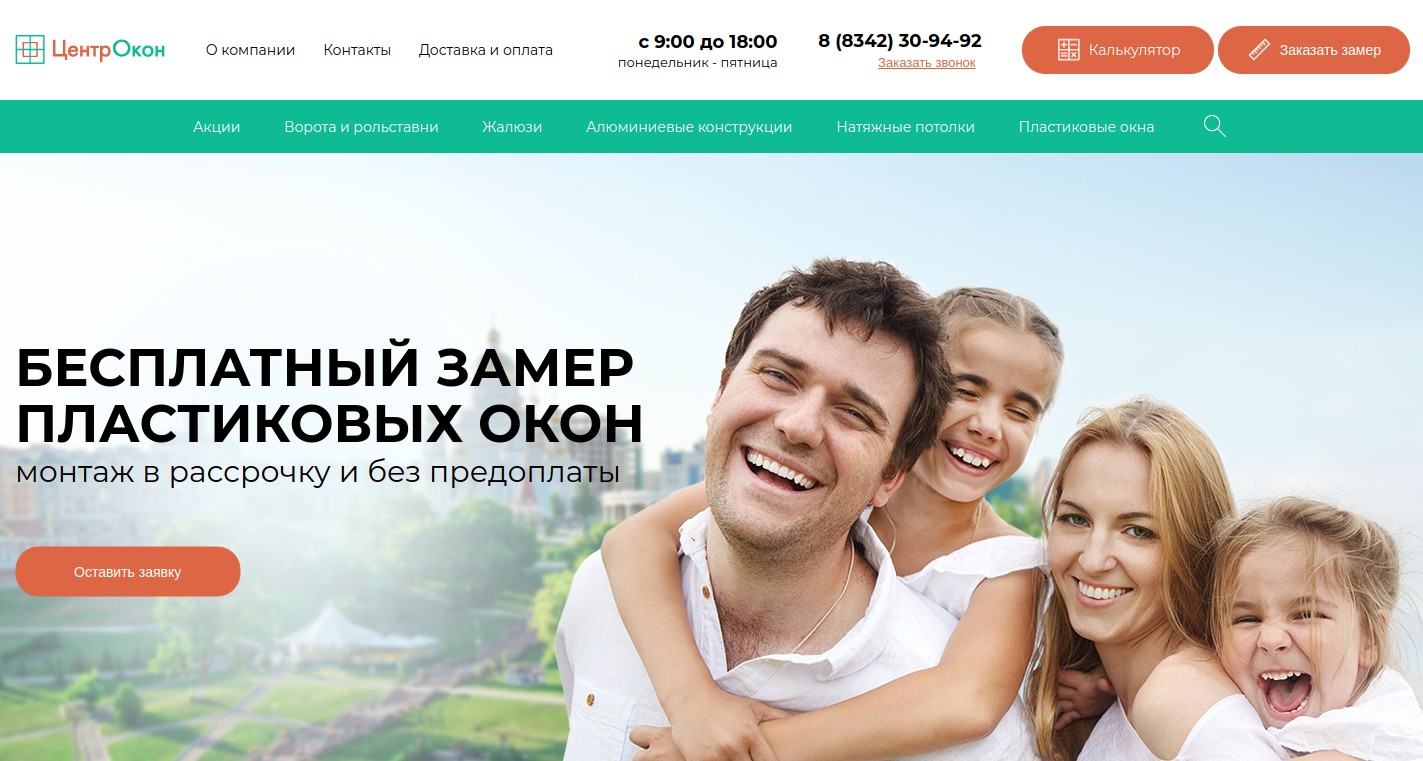 ЦентрОкон
О компании
Контакты
Доставка и оплата
с 9:00 до 18:00
понедельник - пятница
8 (8342) 30-94-92
Заказать звонок
Калькулятор
Заказать замер
Акции
Ворота и рольставни
Жалюзи
Алюминиевые конструкции
Натяжные потолки
Пластиковые окна
БЕСПЛАТНЫЙ ЗАМЕР
ПЛАСТИКОВЫХ ОКОН
монтаж в рассрочку и без предоплаты
Оставить заявку